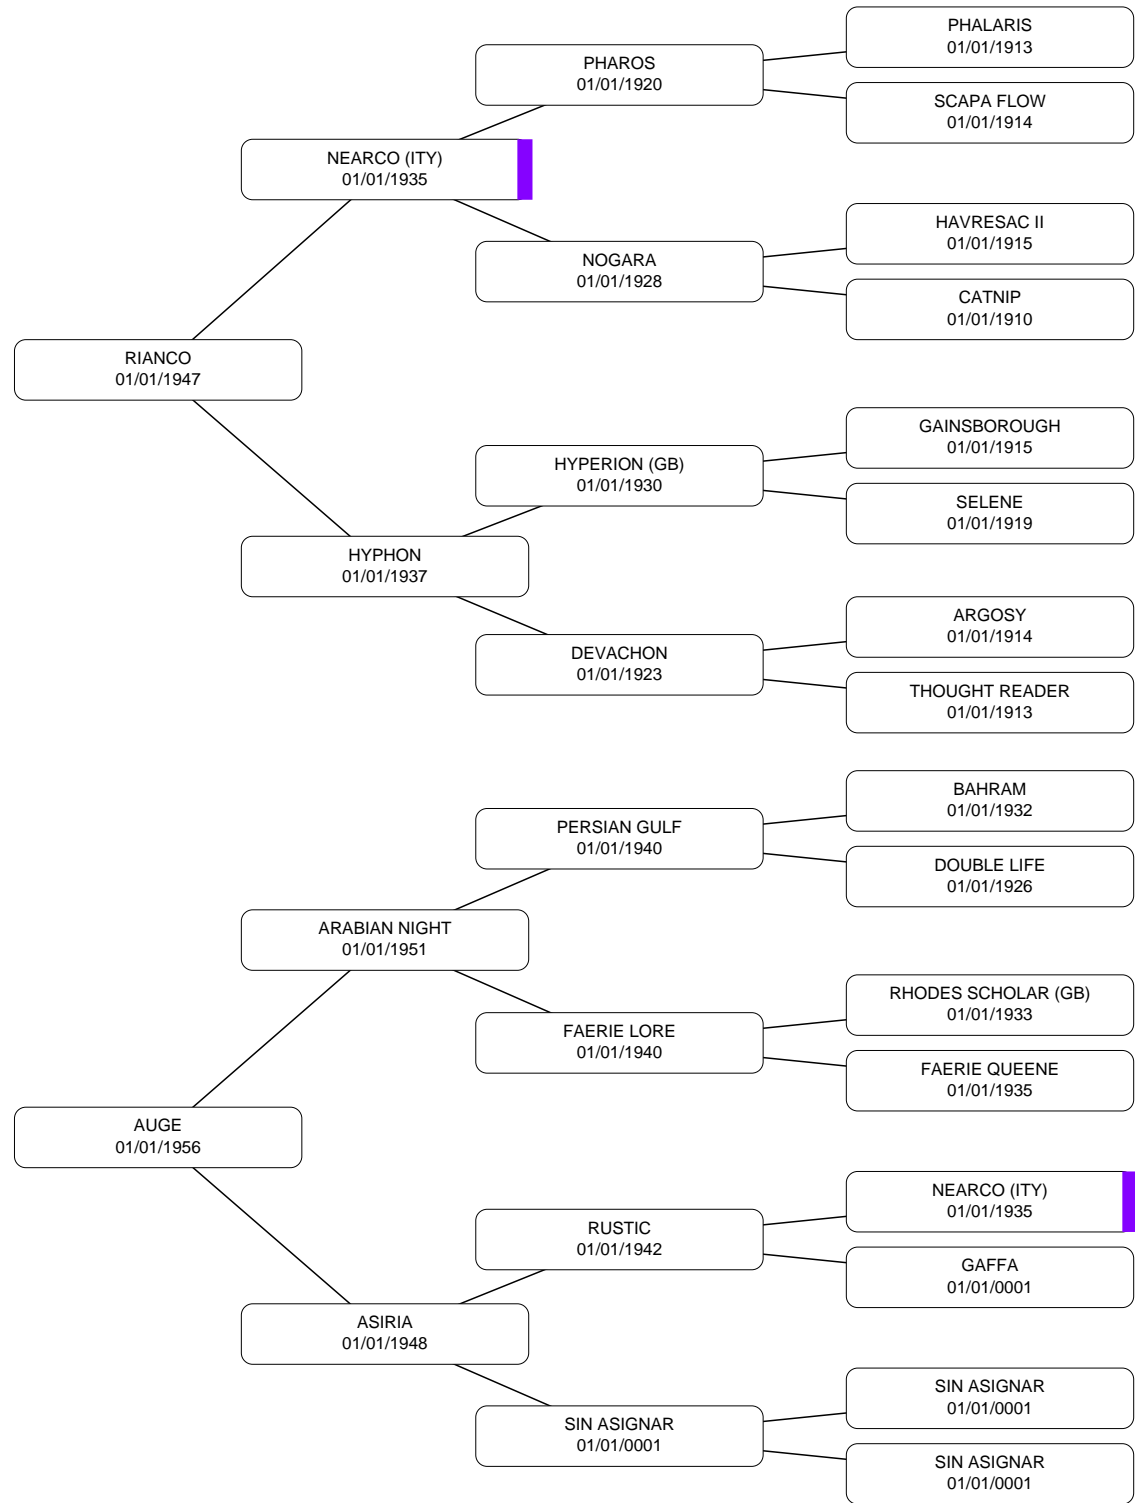 PHALARIS
01/01/1913
PHAROS
01/01/1920
SCAPA FLOW
01/01/1914
NEARCO (ITY)
01/01/1935
HAVRESAC II
01/01/1915
NOGARA
01/01/1928
CATNIP
01/01/1910
RIANCO
01/01/1947
GAINSBOROUGH
01/01/1915
HYPERION (GB)
01/01/1930
SELENE
01/01/1919
HYPHON
01/01/1937
ARGOSY
01/01/1914
DEVACHON
01/01/1923
THOUGHT READER
01/01/1913
BAHRAM
01/01/1932
PERSIAN GULF
01/01/1940
DOUBLE LIFE
01/01/1926
ARABIAN NIGHT
01/01/1951
RHODES SCHOLAR (GB)
01/01/1933
FAERIE LORE
01/01/1940
FAERIE QUEENE
01/01/1935
AUGE
01/01/1956
NEARCO (ITY)
01/01/1935
RUSTIC
01/01/1942
GAFFA
01/01/0001
ASIRIA
01/01/1948
SIN ASIGNAR
01/01/0001
SIN ASIGNAR
01/01/0001
SIN ASIGNAR
01/01/0001